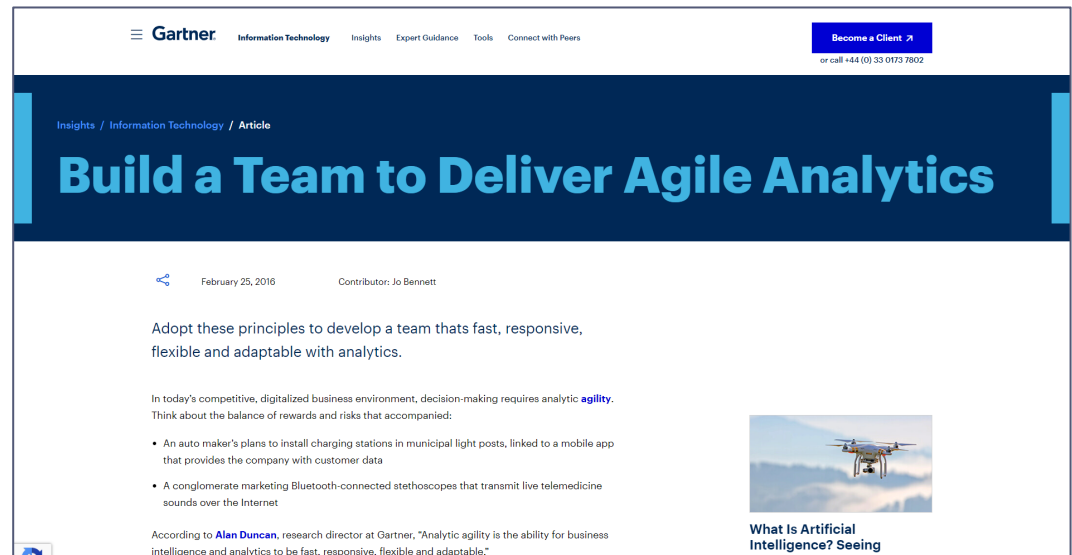 Gartner
Information Technology Insights Expert Guidance Tools Connect with Peers
Become a Client
or call +44 (0) 33 0173 7802
Insights / Information Technology / Article
Build a Team to Deliver Agile Analytics
February 25, 2016 Contributor: Jo Bennett
Adopt these principles to develop a team thats fast, responsive,
flexible and adaptable with analytics.
In today's competitive, digitalized business environment, decision-making requires analytic agility.
Think about the balance of rewards and risks that accompanied:
• An auto maker's plans to install charging stations in municipal light posts, linked to a mobile app
that provides the company with customer data
• A conglomerate marketing Bluetooth-connected stethoscopes that transmit live telemedicine
sounds over the Internet
According to Alan Duncan, research director at Gartner, "Analytic agility is the ability for business
intelligence and analytics to be fast, responsive, flexible and adaptable."
What Is Artificial
Intelligence? Seeing